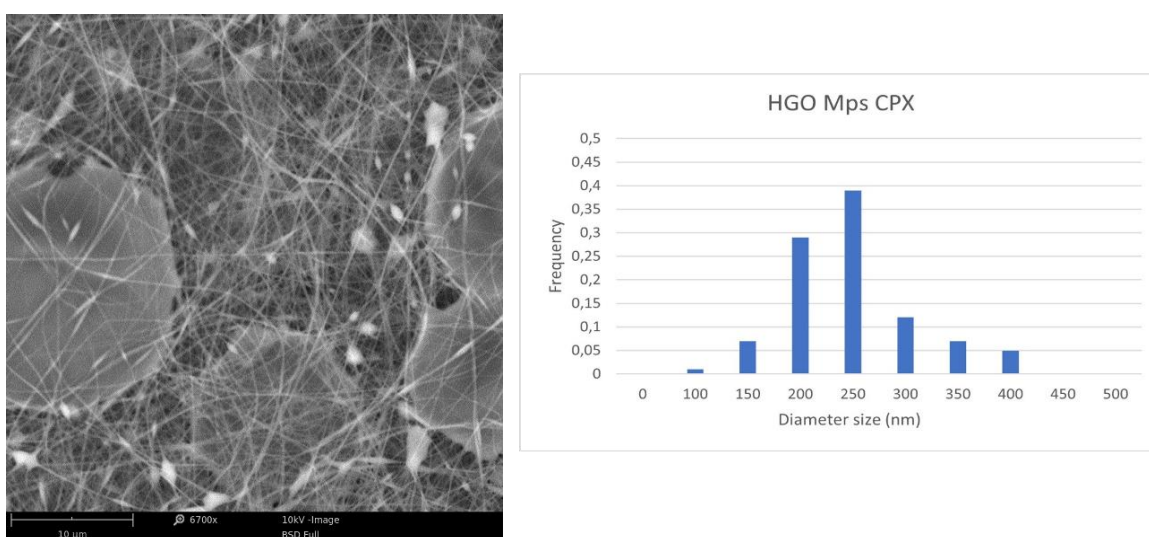 6700x 10kV -Image
10 µm BSD Full
HGO Mps CPX
0,5
0,45
0,4
0,35
0,3
0,25
0,2
0,15
0,1
0,05
0
Frequency
0 100 150 200 250 300 350 400 450 500
Diameter size (nm)